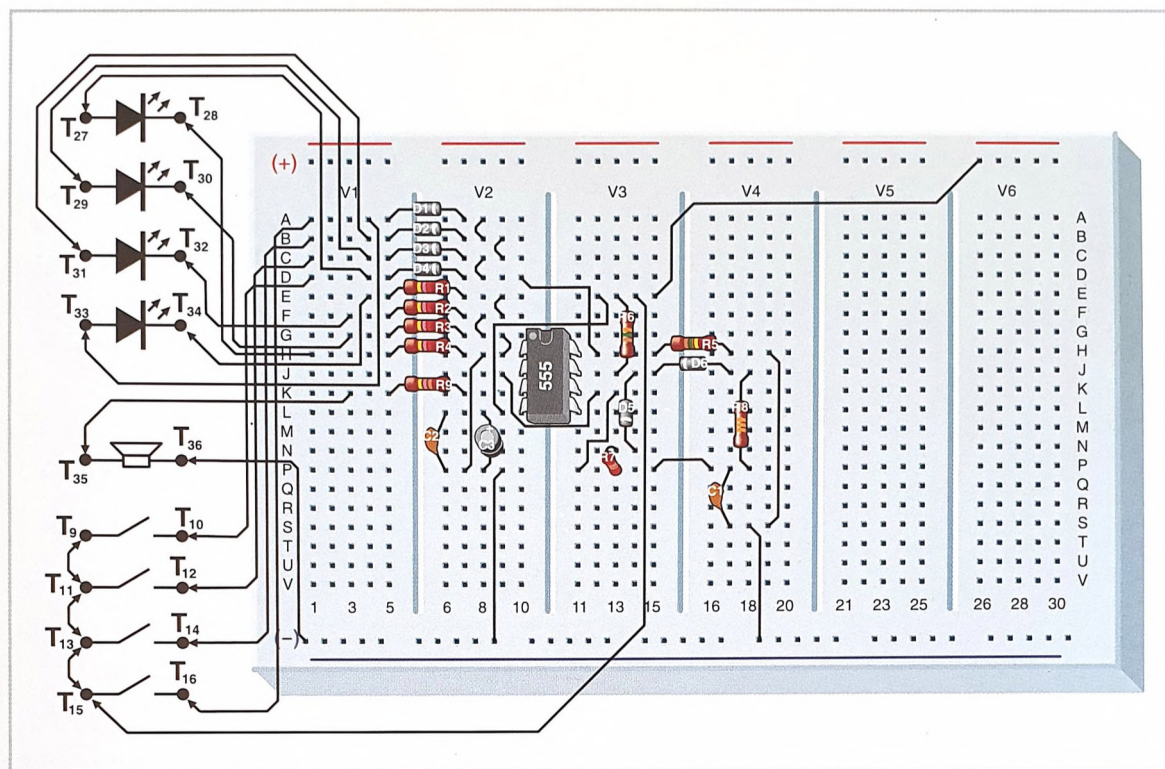 T27 T28
(+)
V1 V2 V3 V4 V5 V6
T29 T30
T31 T32
T33 T34
A D1 A
B D2 B
C D3 C
D D4 D
E R1 E
F R2 R6 F
G R3 G
H R4 555 R5 H
J D6 J
K R9 K
L D5 R8 L
M C2 C3 M
N N
P R7 P
T35 T36
Q C1 Q
R R
S S
T T
U U
V V
T9 T10
T11 T12
1 3 5 6 8 10 11 13 15 16 18 20 21 23 25 26 28 30
T13 T14
(–)
T15 T16